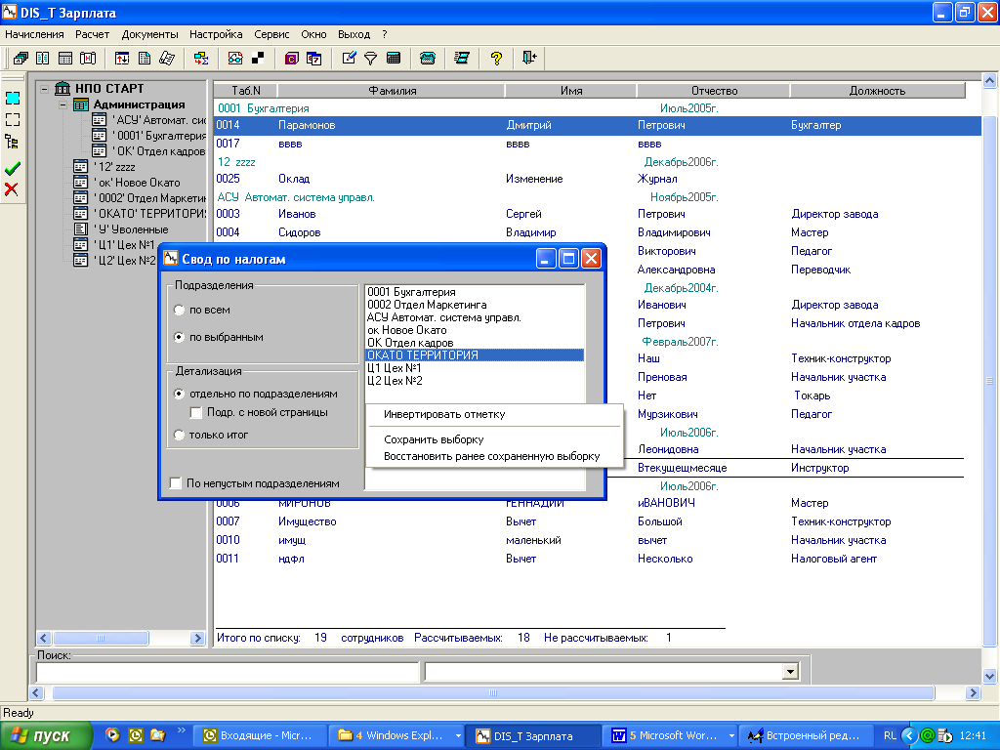 DIS_T Зарплата
Начисления Расчет Документы Настройка Сервис Окно Выход ?
НПО СТАРТ
Администрация
'АСУ' Автомат. сис
'0001' Бухгалтерия
'ОК' Отдел кадров
'12' zzzz
'ок' Новое Окато
'0002' Отдел Маркетин
'ОКАТО' ТЕРРИТОРИ
'У' Уволенные
'Ц1' Цех №1
'Ц2' Цех №2
Таб.N Фамилия Имя Отчество Должность
0001 Бухгалтерия Июль2005г.
0014 Парамонов Дмитрий Петрович Бухгалтер
0017 вввв вввв вввв
12 zzzz Декабрь2006г.
0025 Оклад Изменение Журнал
АСУ Автомат. система управл. Ноябрь2005г.
0003 Иванов Сергей Петрович Директор завода
0004 Сидоров Владимир Владимирович Мастер
Викторович Педагог
Александровна Переводчик
Декабрь2004г.
Иванович Директор завода
Петрович Начальник отдела кадров
Февраль2007г.
Наш Техник-конструктор
Преновая Начальник участка
Нет Токарь
Мурзикович Педагог
Июль2006г.
Леонидовна Начальник участка
Втекущецмесяце Инструктор
Июль2006г.
0006 МИРОНОВ ГЕННАДИЙ иВАНОВИЧ Мастер
0007 Имущество Вычет Большой Техник-конструктор
0010 имущ маленький вычет Начальник участка
0011 ндфл Вычет Несколько Налоговый агент
Итого по списку: 19 сотрудников Рассчитываемых: 18 Не рассчитываемых: 1
Свод по налогам
Подразделения
по всем
по выбранным
Детализация
отдельно по подразделениям
Подр. с новой страницы
только итог
По непустым подразделениям
0001 Бухгалтерия
0002 Отдел Маркетинга
АСУ Автомат. система управл.
ок Новое Окато
ОК Отдел кадров
ОКАТО ТЕРРИТОРИЯ
Ц1 Цех №1
Ц2 Цех №2
Инвертировать отметку
Сохранить выборку
Восстановить ранее сохраненную выборку
Поиск:
Ready
пуск
Входящие - Micr...
4 Windows Expl...
DIS_T Зарплата
5 Microsoft Wor...
Встроенный ред...
RL
12:41